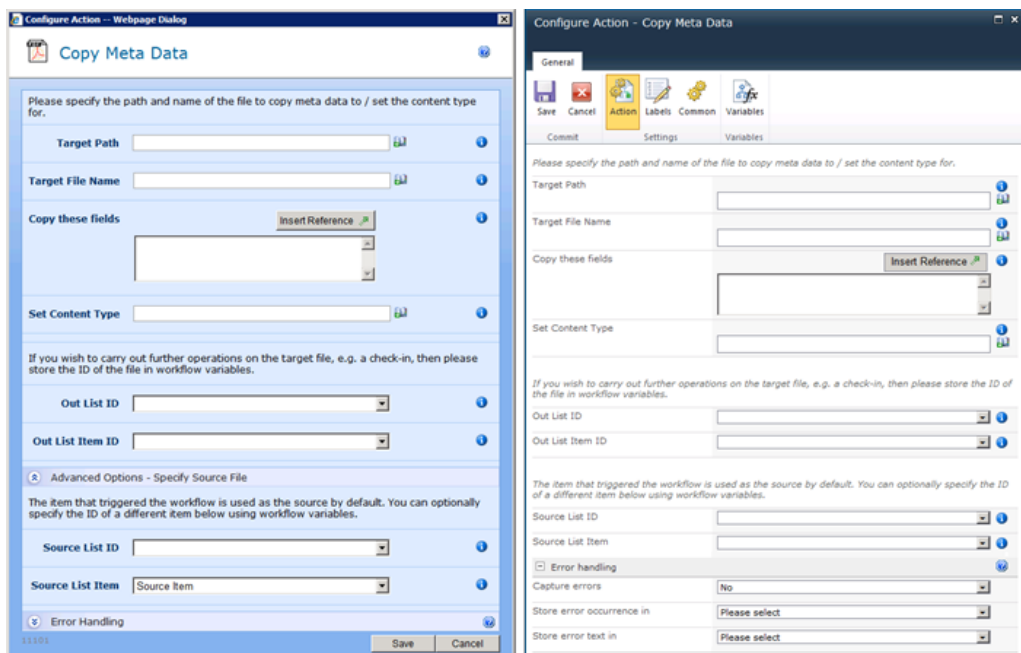 Configure Action -- Webpage Dialog
Copy Meta Data
Please specify the path and name of the file to copy meta data to / set the content type
for.
Target Path
Target File Name
Copy these fields
Insert Reference
Set Content Type
If you wish to carry out further operations on the target file, e.g. a check-in, then please
store the ID of the file in workflow variables.
Out List ID
Out List Item ID
Advanced Options - Specify Source File
The item that triggered the workflow is used as the source by default. You can optionally
specify the ID of a different item below using workflow variables.
Source List ID
Source List Item
Source Item
Error Handling
11101
Save
Cancel
Configure Action - Copy Meta Data
General
Save
Cancel
Action
Labels
Common
Variables
Commit
Settings
Variables
Please specify the path and name of the file to copy meta data to / set the content type for.
Target Path
Target File Name
Copy these fields
Insert Reference
Set Content Type
If you wish to carry out further operations on the target file, e.g. a check-in, then please store the ID of
the file in workflow variables.
Out List ID
Out List Item ID
The item that triggered the workflow is used as the source by default. You can optionally specify the ID
of a different item below using workflow variables.
Source List ID
Source List Item
Error handling
Capture errors
No
Store error occurrence in
Please select
Store error text in
Please select